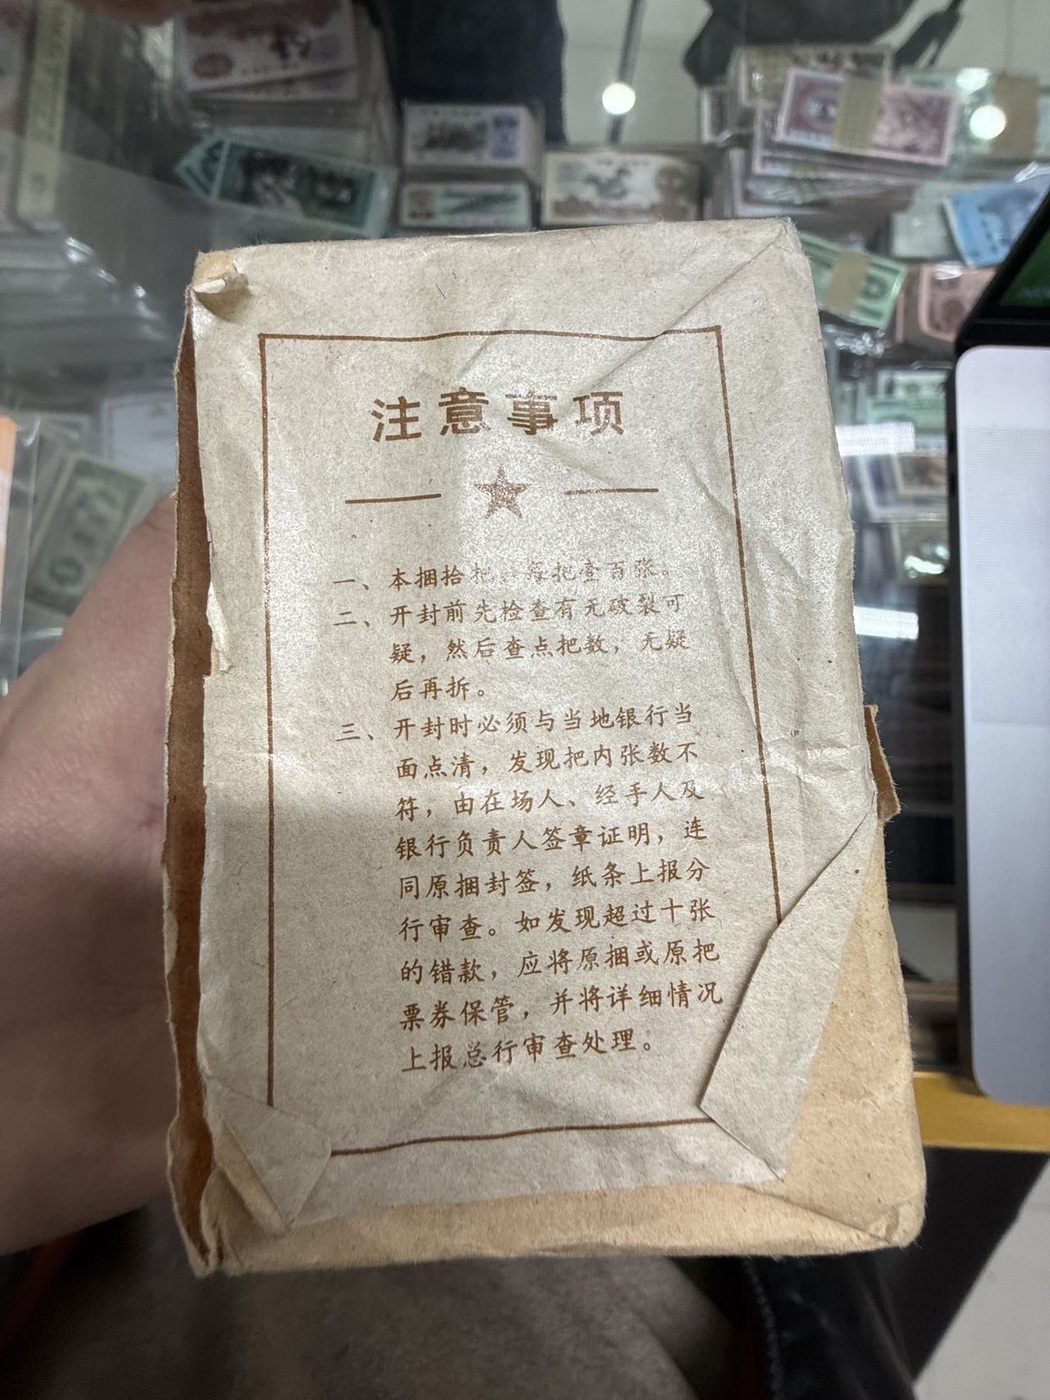 注意事项
一、本捆拾把，每把壹百张。
二、开封前先检查有无破裂可
疑，然后查点把数，无疑
后再折。
三、开封时必须与当地银行当
面点清，发现把内张数不
符，由在场人、经手人及
银行负责人签章证明，连
同原捆封签，纸条上报分
行审查。如发现超过十张
的错款，应将原捆或原把
票券保管，并将详细情况
上报总行审查处理。